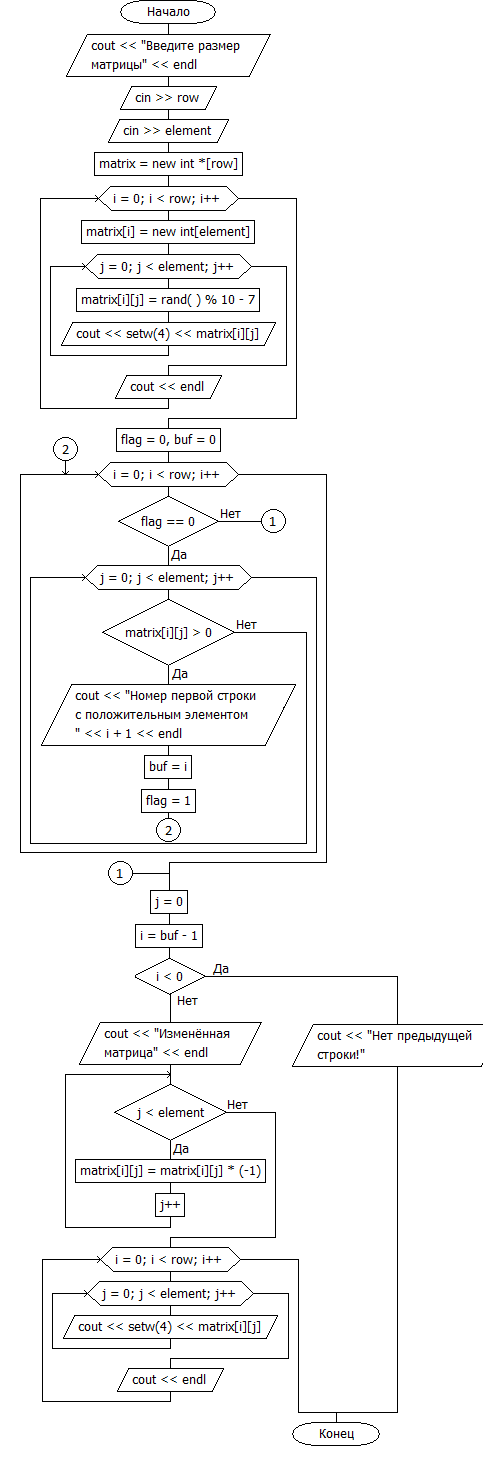 Начало
cout << "Введите размер
матрицы" << endl
cin >> row
cin >> element
matrix = new int *[row]
i = 0; i < row; i++
matrix[i] = new int[element]
j = 0; j < element; j++
matrix[i][j] = rand( ) % 10 - 7
cout << setw(4) << matrix[i][j]
cout << endl
flag = 0, buf = 0
2
i = 0; i < row; i++
flag == 0
Нет
1
Да
j = 0; j < element; j++
matrix[i][j] > 0
Нет
Да
cout << "Номер первой строки
с положительным элементом
" << i + 1 << endl
buf = i
flag = 1
2
1
j = 0
i = buf - 1
i < 0
Да
Нет
cout << "Изменённая
матрица" << endl
cout << "Нет предыдущей
строки!"
j < element
Нет
Да
matrix[i][j] = matrix[i][j] * (-1)
j++
i = 0; i < row; i++
j = 0; j < element; j++
cout << setw(4) << matrix[i][j]
cout << endl
Конец